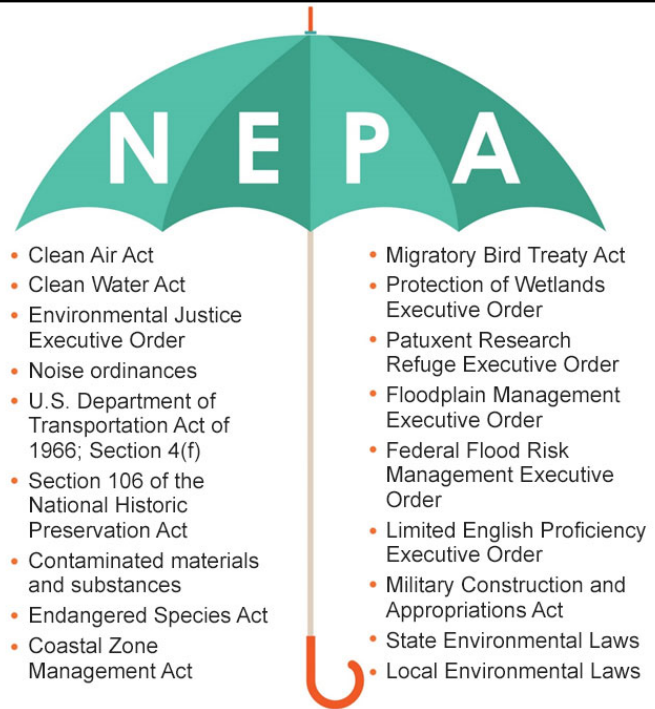 NEPA
• Clean Air Act
• Clean Water Act
• Environmental Justice
Executive Order
• Noise ordinances
• U.S. Department of
Transportation Act of
1966; Section 4(f)
• Section 106 of the
National Historic
Preservation Act
• Contaminated materials
and substances
• Endangered Species Act
• Coastal Zone
Management Act
• Migratory Bird Treaty Act
• Protection of Wetlands
Executive Order
• Patuxent Research
Refuge Executive Order
• Floodplain Management
Executive Order
• Federal Flood Risk
Management Executive
Order
• Limited English Proficiency
Executive Order
• Military Construction and
Appropriations Act
• State Environmental Laws
• Local Environmental Laws